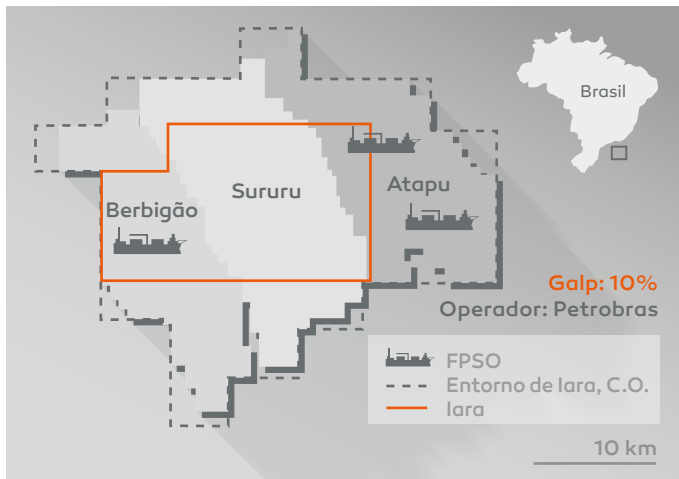 Brasil
Sururu
Atapu
Berbigão
Galp: 10%
Operador: Petrobras
FPSO
Entorno de Iara, C.O.
Iara
10 km